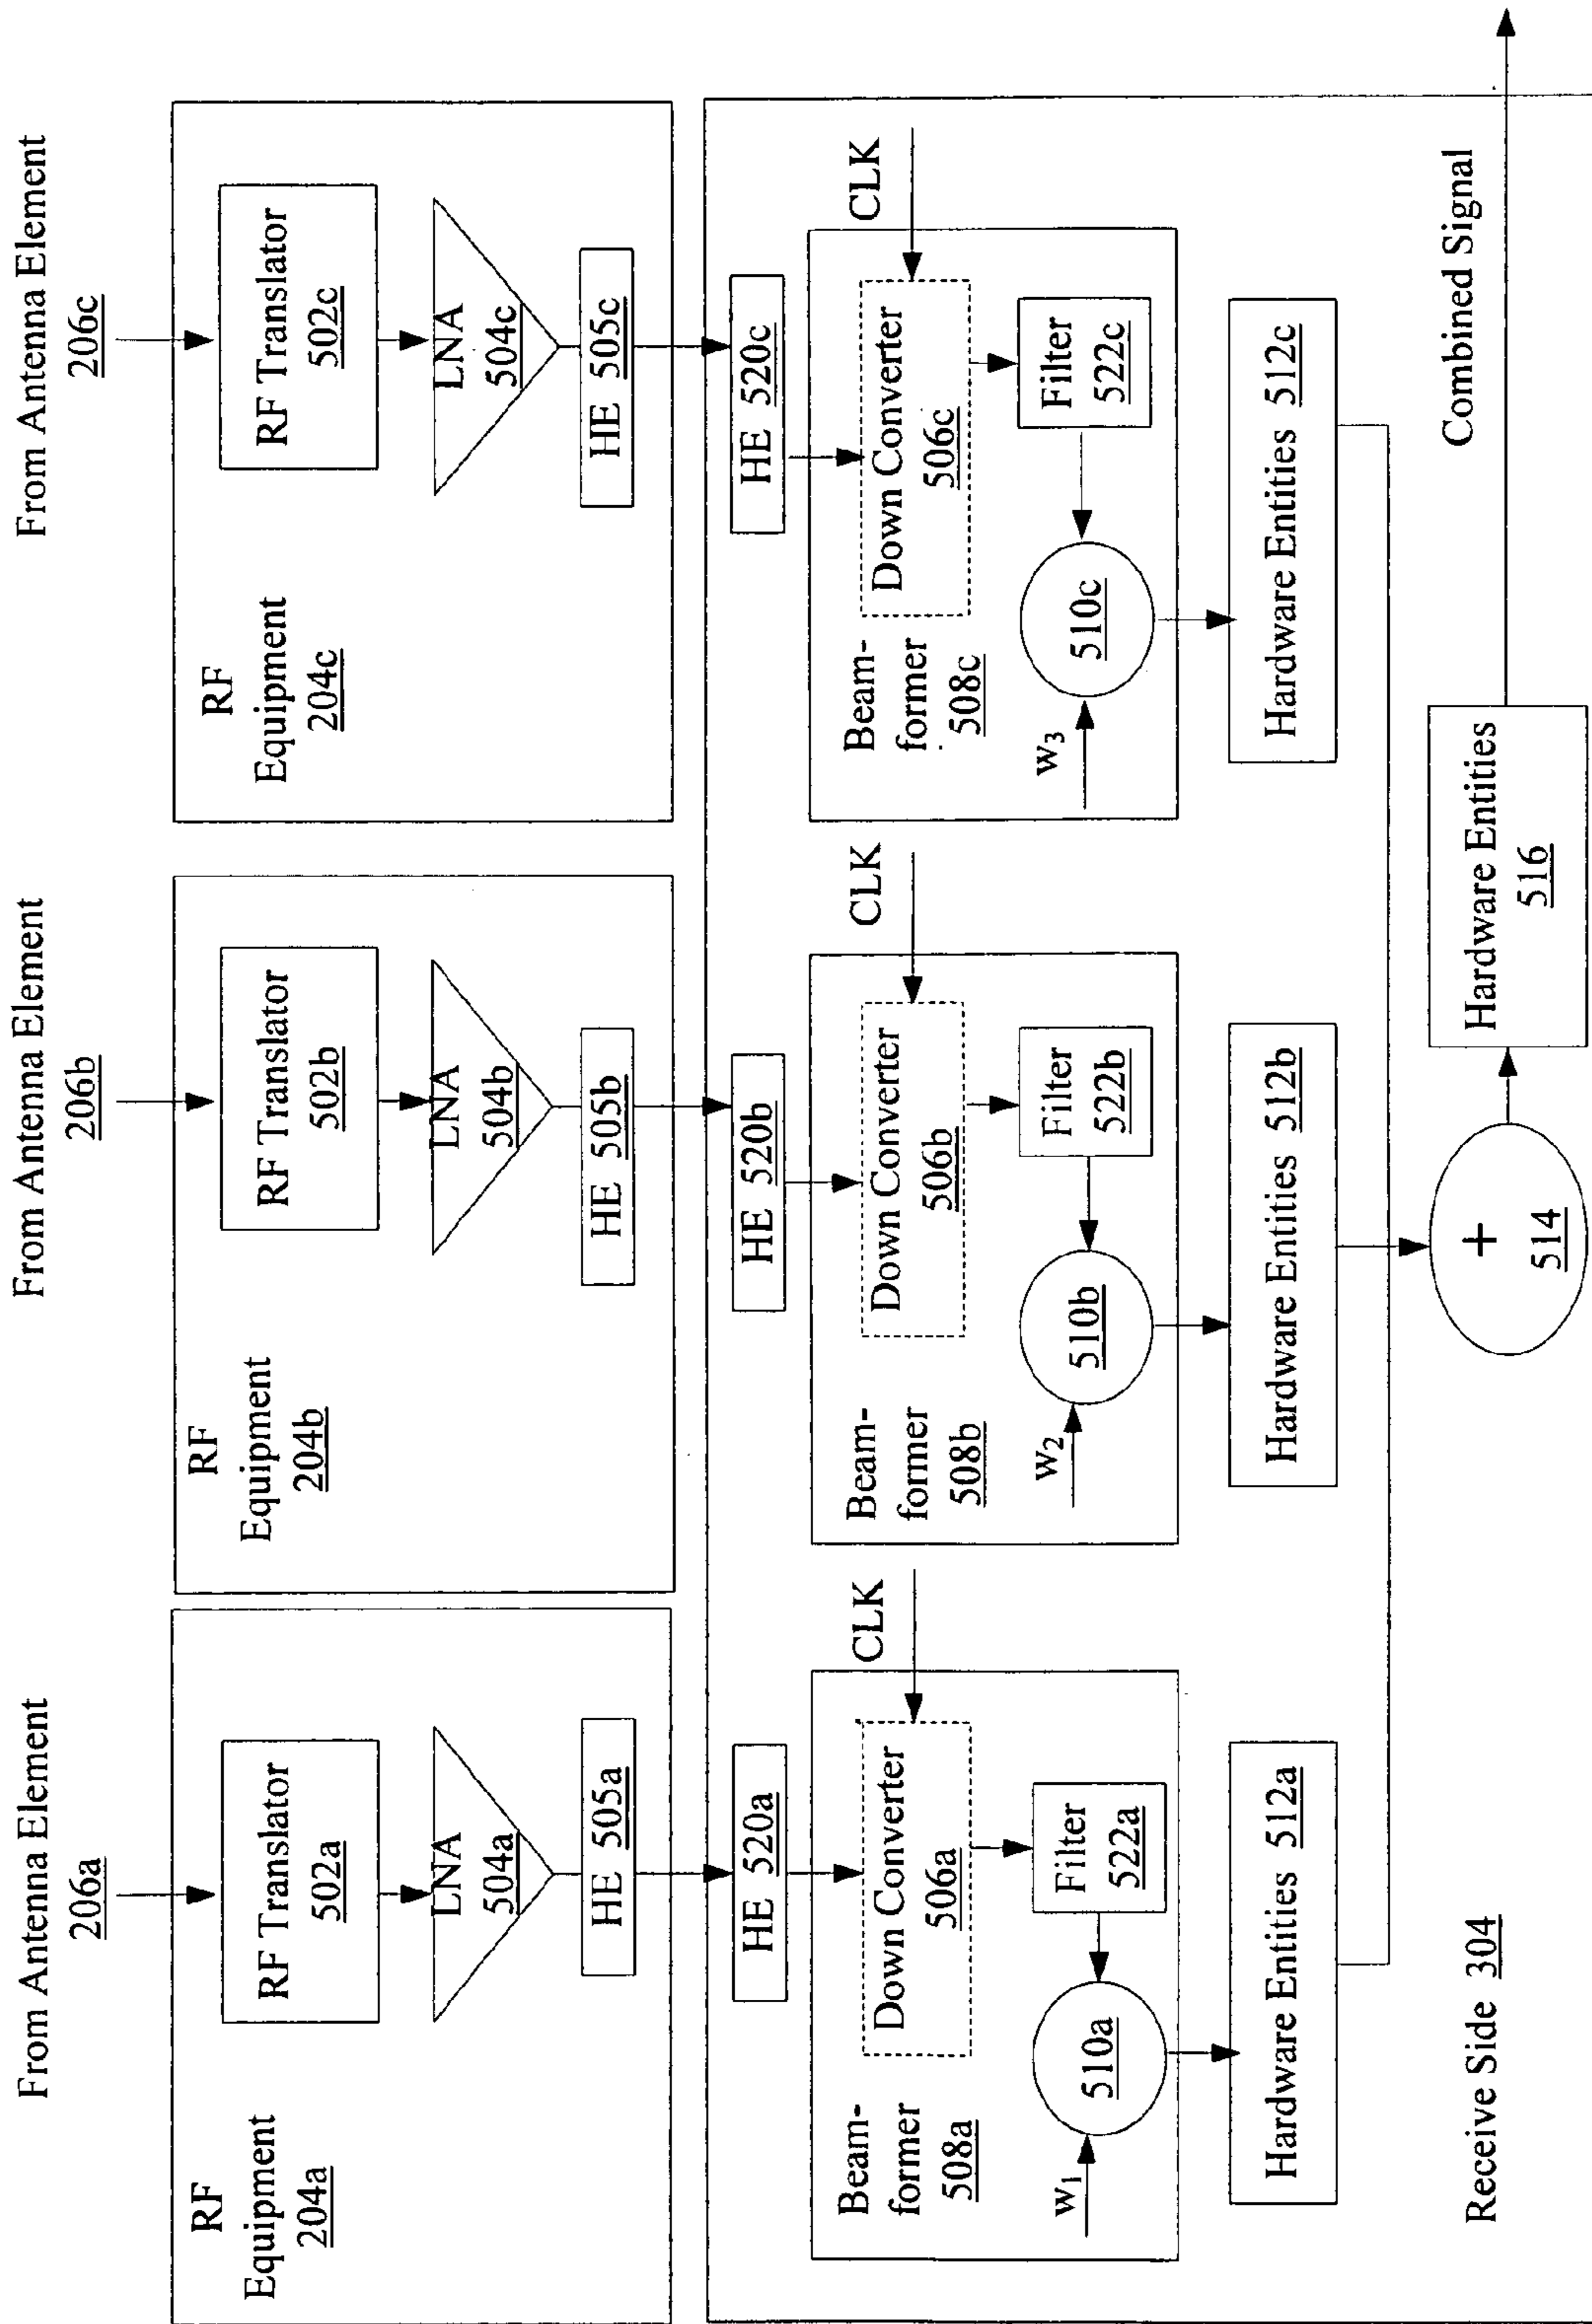 From Antenna Element
206a
From Antenna Element
206b
From Antenna Element
206c
RF
Equipment
204a
RF Translator
502a
LNA
504a
HE 505a
RF
Equipment
204b
RF Translator
502b
LNA
504b
HE 505b
RF
Equipment
204c
RF Translator
502c
LNA
504c
HE 505c
HE 520a
Beam-
former
508a
Down Converter
506a
CLK
Filter
522a
w1
510a
Hardware Entities 512a
HE 520b
Beam-
former
508b
Down Converter
506b
CLK
Filter
522b
w2
510b
Hardware Entities 512b
HE 520c
Beam-
former
508c
Down Converter
506c
CLK
Filter
522c
w3
510c
Hardware Entities 512c
Receive Side 304
+
514
Hardware Entities
516
Combined Signal